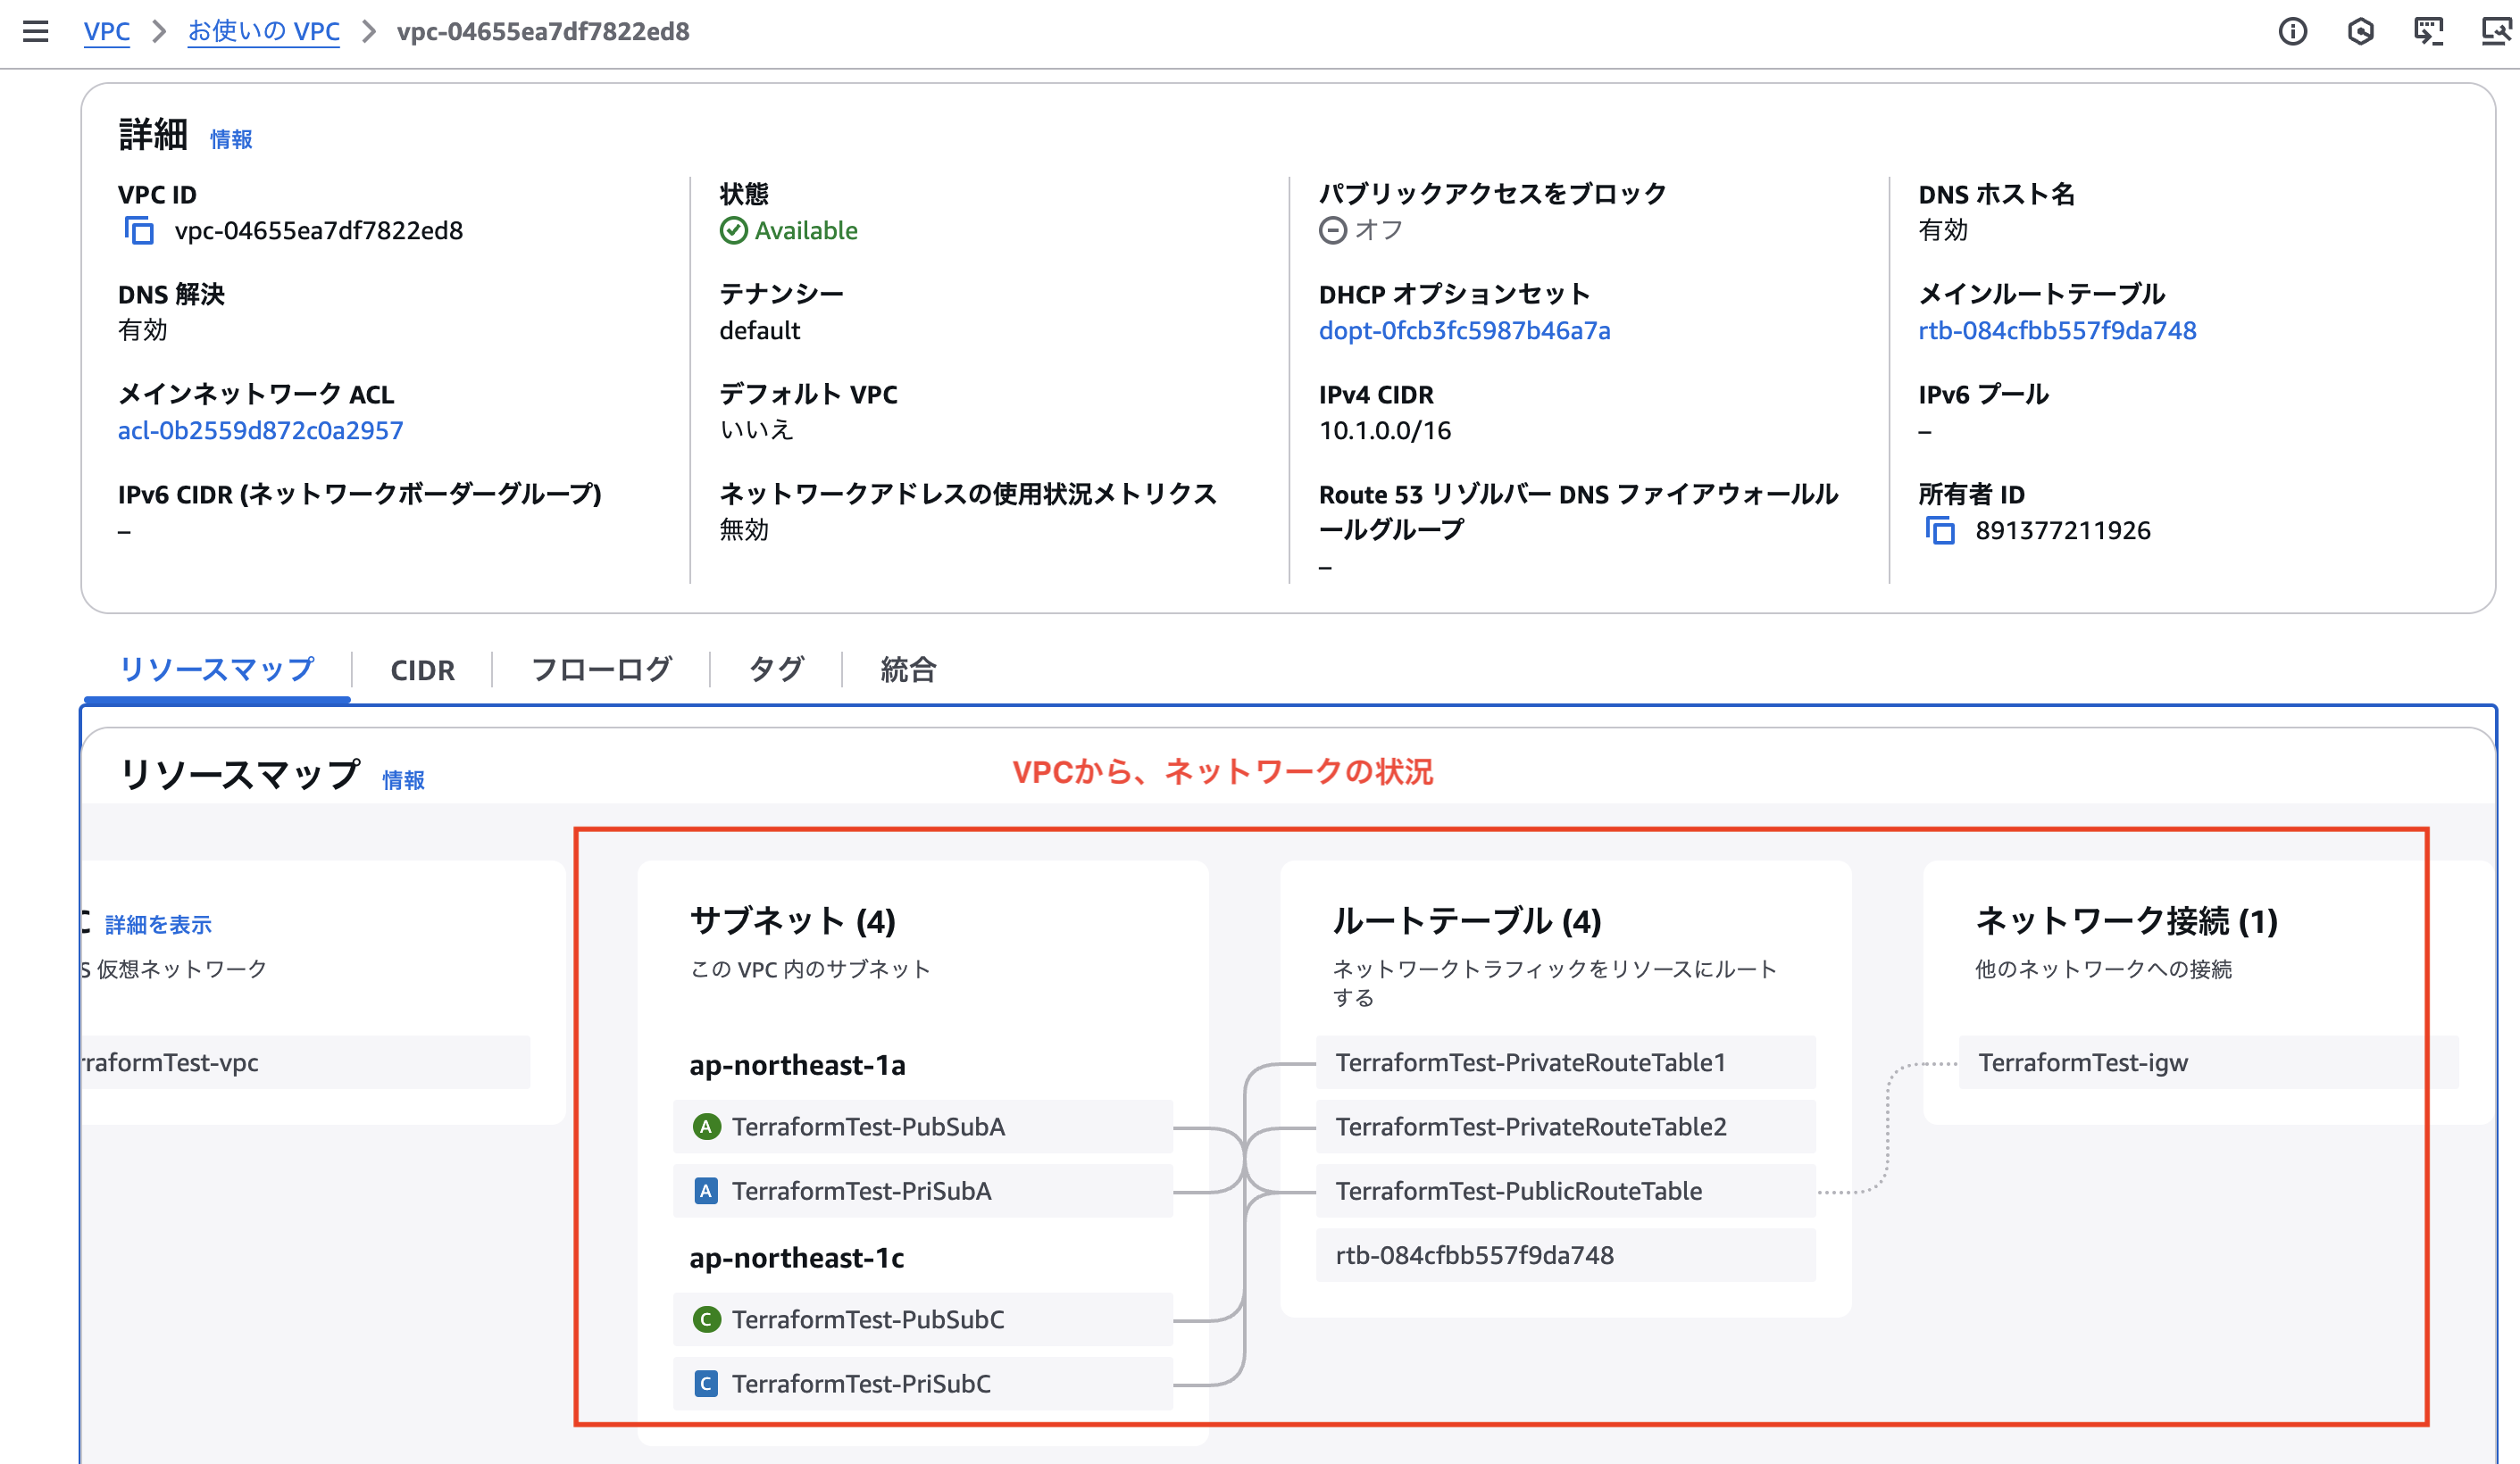 VPC > お使いの VPC > vpc-04655ea7df7822ed8
詳細 情報
VPC ID
vpc-04655ea7df7822ed8
状態
Available
パブリックアクセスをブロック
オフ
DNS ホスト名
有効
DNS 解決
有効
テナンシー
default
DHCP オプションセット
dopt-0fcb3fc5987b46a7a
メインルートテーブル
rtb-084cfbb557f9da748
メインネットワーク ACL
acl-0b2559d872c0a2957
デフォルト VPC
いいえ
IPv4 CIDR
10.1.0.0/16
IPv6 プール
–
IPv6 CIDR (ネットワークボーダーグループ)
–
ネットワークアドレスの使用状況メトリクス
無効
Route 53 リゾルバー DNS ファイアウォールル
ールグループ
–
所有者 ID
891377211926
リソースマップ
CIDR
フローログ
タグ
統合
リソースマップ 情報
VPCから、ネットワークの状況
C 詳細を表示
S 仮想ネットワーク
rraformTest-vpc
サブネット (4)
この VPC 内のサブネット
ap-northeast-1a
A TerraformTest-PubSubA
A TerraformTest-PriSubA
ap-northeast-1c
C TerraformTest-PubSubC
C TerraformTest-PriSubC
ルートテーブル (4)
ネットワークトラフィックをリソースにルート
する
TerraformTest-PrivateRouteTable1
TerraformTest-PrivateRouteTable2
TerraformTest-PublicRouteTable
rtb-084cfbb557f9da748
ネットワーク接続 (1)
他のネットワークへの接続
TerraformTest-igw